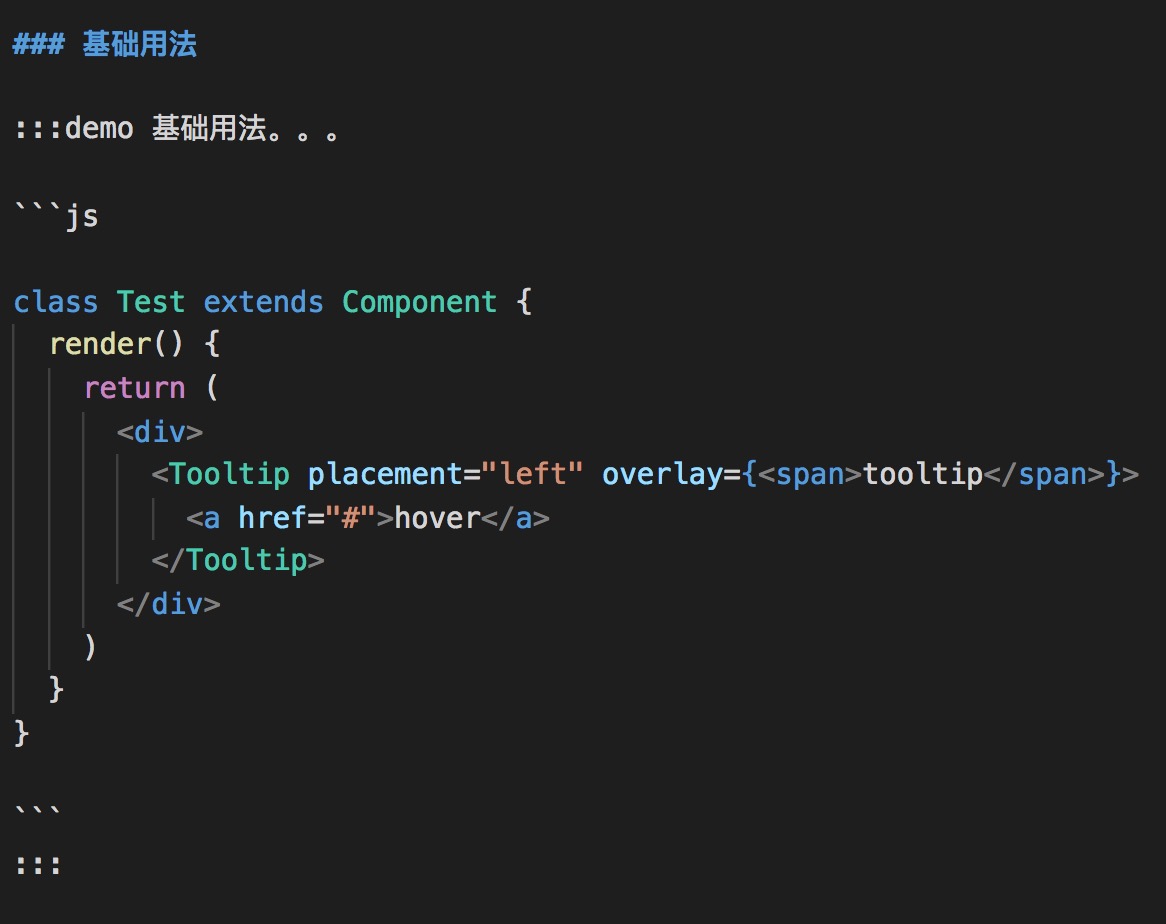 ### 基础用法
:::demo 基础用法。。。
```js
class Test extends Component {
  render() {
    return (
      <div>
        <Tooltip placement="left" overlay={<span>tooltip</span>}>
          <a href="#">hover</a>
        </Tooltip>
      </div>
    )
  }
}
```
:::